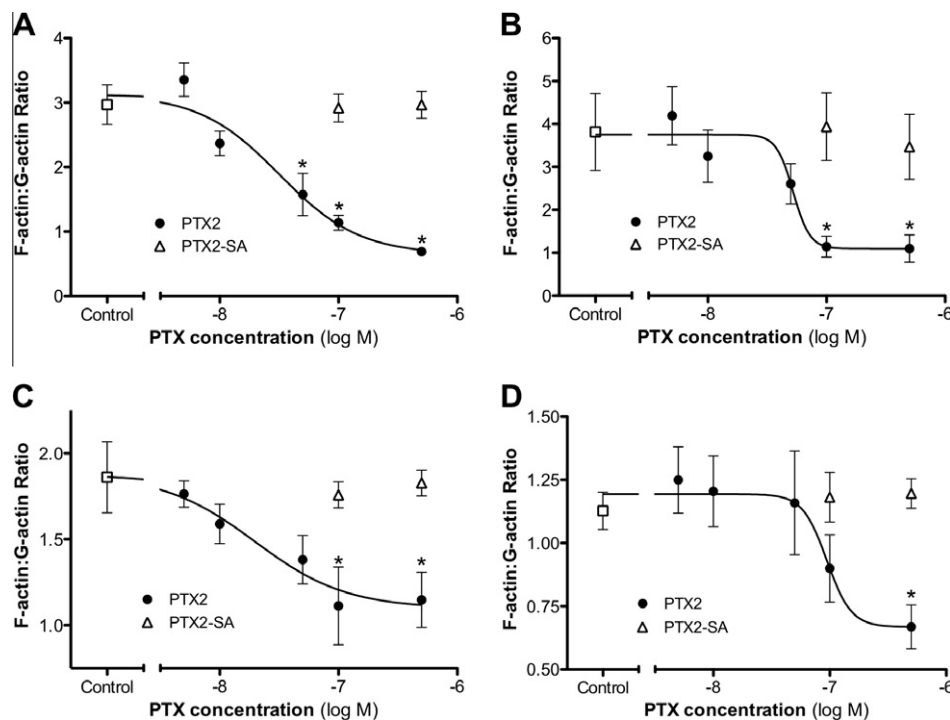 A
F-actin:G-actin Ratio
4
3
2
1
0
*
*
*
PTX2
PTX2-SA
Control
-8
-7
-6
PTX concentration (log M)
B
F-actin:G-actin Ratio
6
5
4
3
2
1
0
*
*
PTX2
PTX2-SA
Control
-8
-7
-6
PTX concentration (log M)
C
F-actin:G-actin Ratio
2.0
1.5
1.0
*
*
PTX2
PTX2-SA
Control
-8
-7
-6
PTX concentration (log M)
D
F-actin:G-actin Ratio
1.50
1.25
1.00
0.75
0.50
*
PTX2
PTX2-SA
Control
-8
-7
-6
PTX concentration (log M)